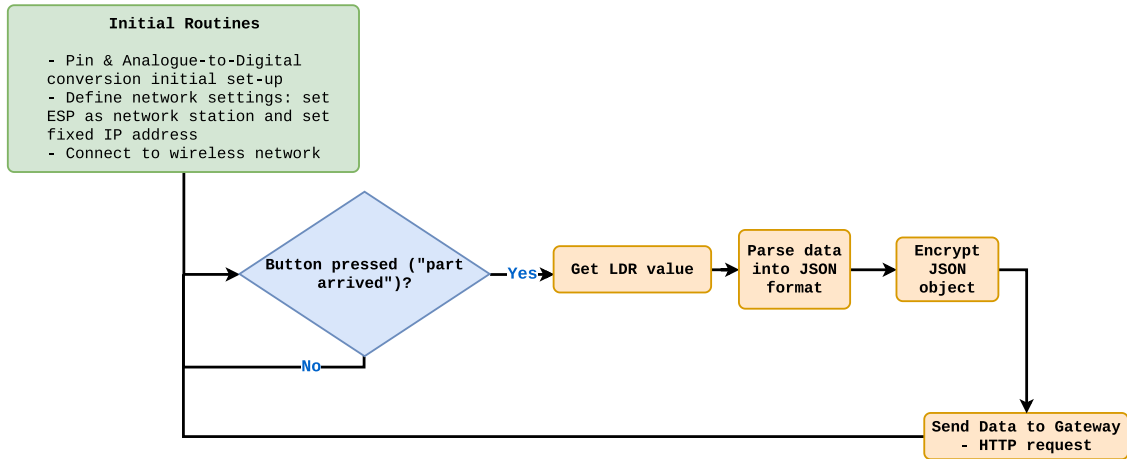 Initial Routines
- Pin & Analogue-to-Digital
conversion initial set-up
- Define network settings: set
ESP as network station and set
fixed IP address
- Connect to wireless network
Button pressed ("part
arrived")?
Yes
No
Get LDR value
Parse data
into JSON
format
Encrypt
JSON
object
Send Data to Gateway
- HTTP request